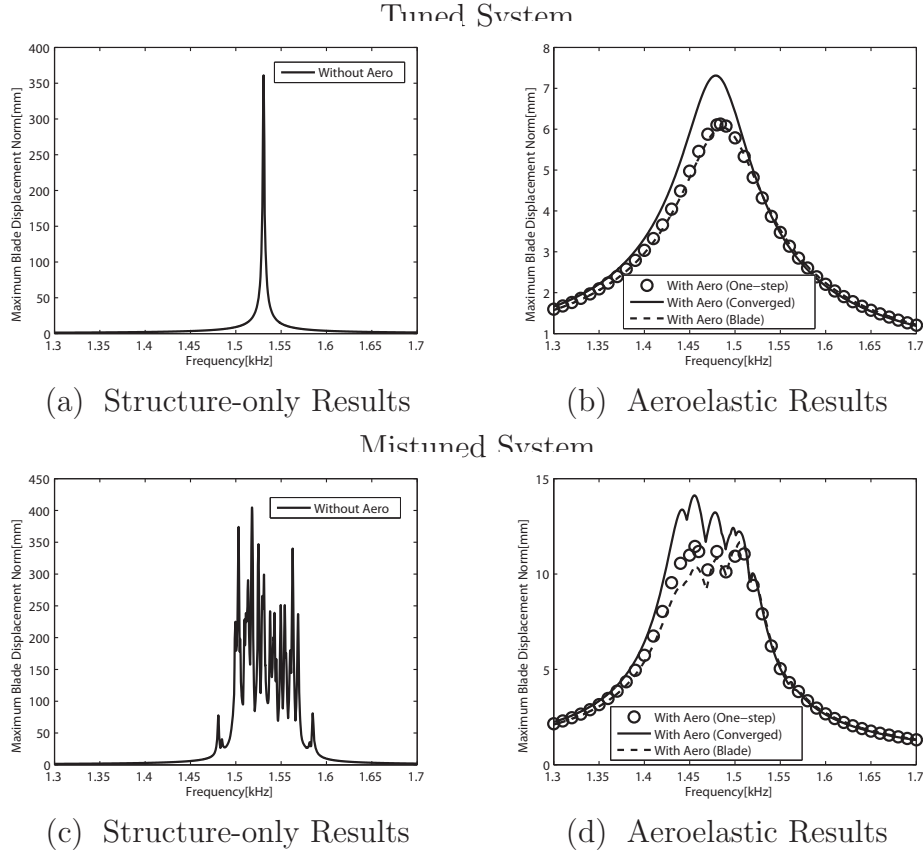 Tuned System
Maximum Blade Displacement Norm[mm]
400
350
300
250
200
150
100
50
0
Without Aero
1.3 1.35 1.4 1.45 1.5 1.55 1.6 1.65 1.7
Frequency[kHz]
(a) Structure-only Results
Maximum Blade Displacement Norm[mm]
8
7
6
5
4
3
2
1
With Aero (One-step)
With Aero (Converged)
With Aero (Blade)
1.3 1.35 1.4 1.45 1.5 1.55 1.6 1.65 1.7
Frequency[kHz]
(b) Aeroelastic Results
Mistuned System
Maximum Blade Displacement Norm[mm]
450
400
350
300
250
200
150
100
50
0
Without Aero
1.3 1.35 1.4 1.45 1.5 1.55 1.6 1.65 1.7
Frequency[kHz]
(c) Structure-only Results
Maximum Blade Displacement Norm[mm]
15
10
5
0
With Aero (One-step)
With Aero (Converged)
With Aero (Blade)
1.3 1.35 1.4 1.45 1.5 1.55 1.6 1.65 1.7
Frequency[kHz]
(d) Aeroelastic Results